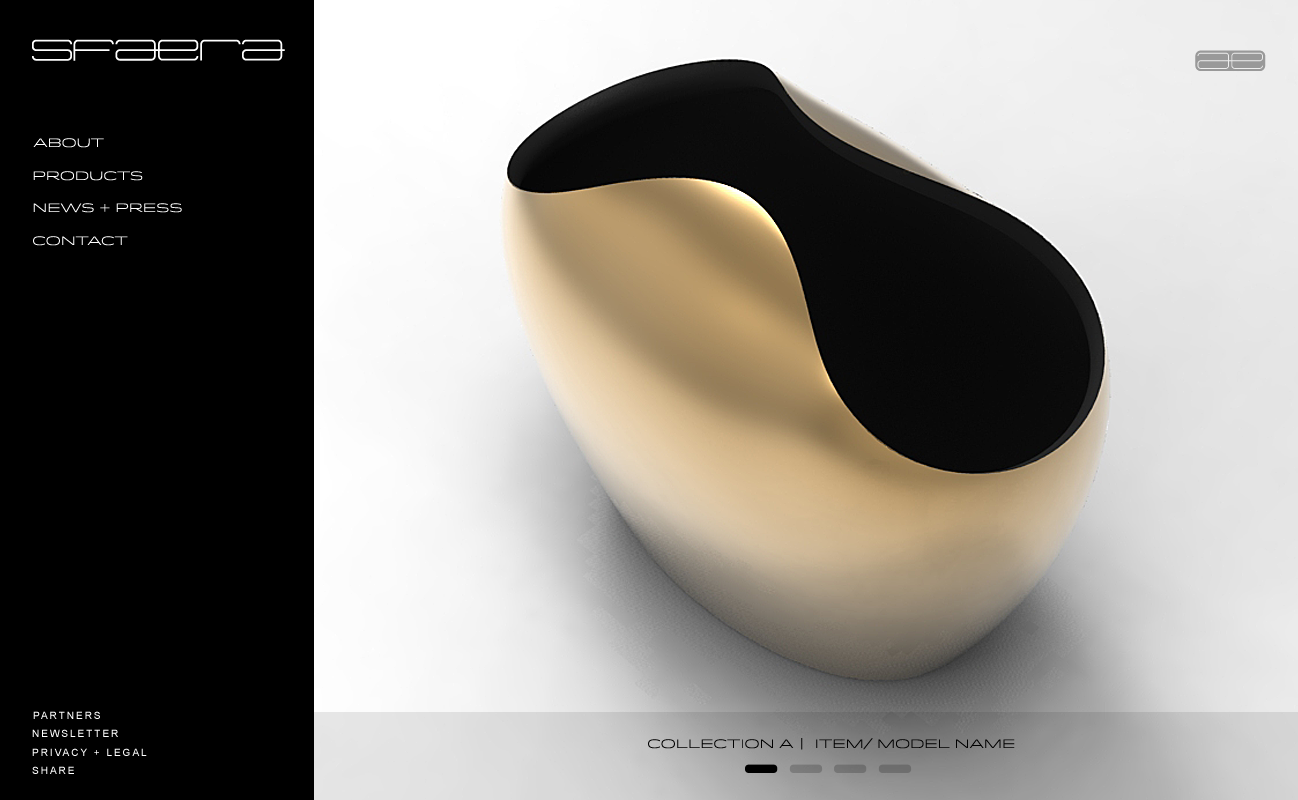 sfaera
ABOUT
PRODUCTS
NEWS + PRESS
CONTACT
ae
PARTNERS
NEWSLETTER
PRIVACY + LEGAL
SHARE
COLLECTION A | ITEM/ MODEL NAME